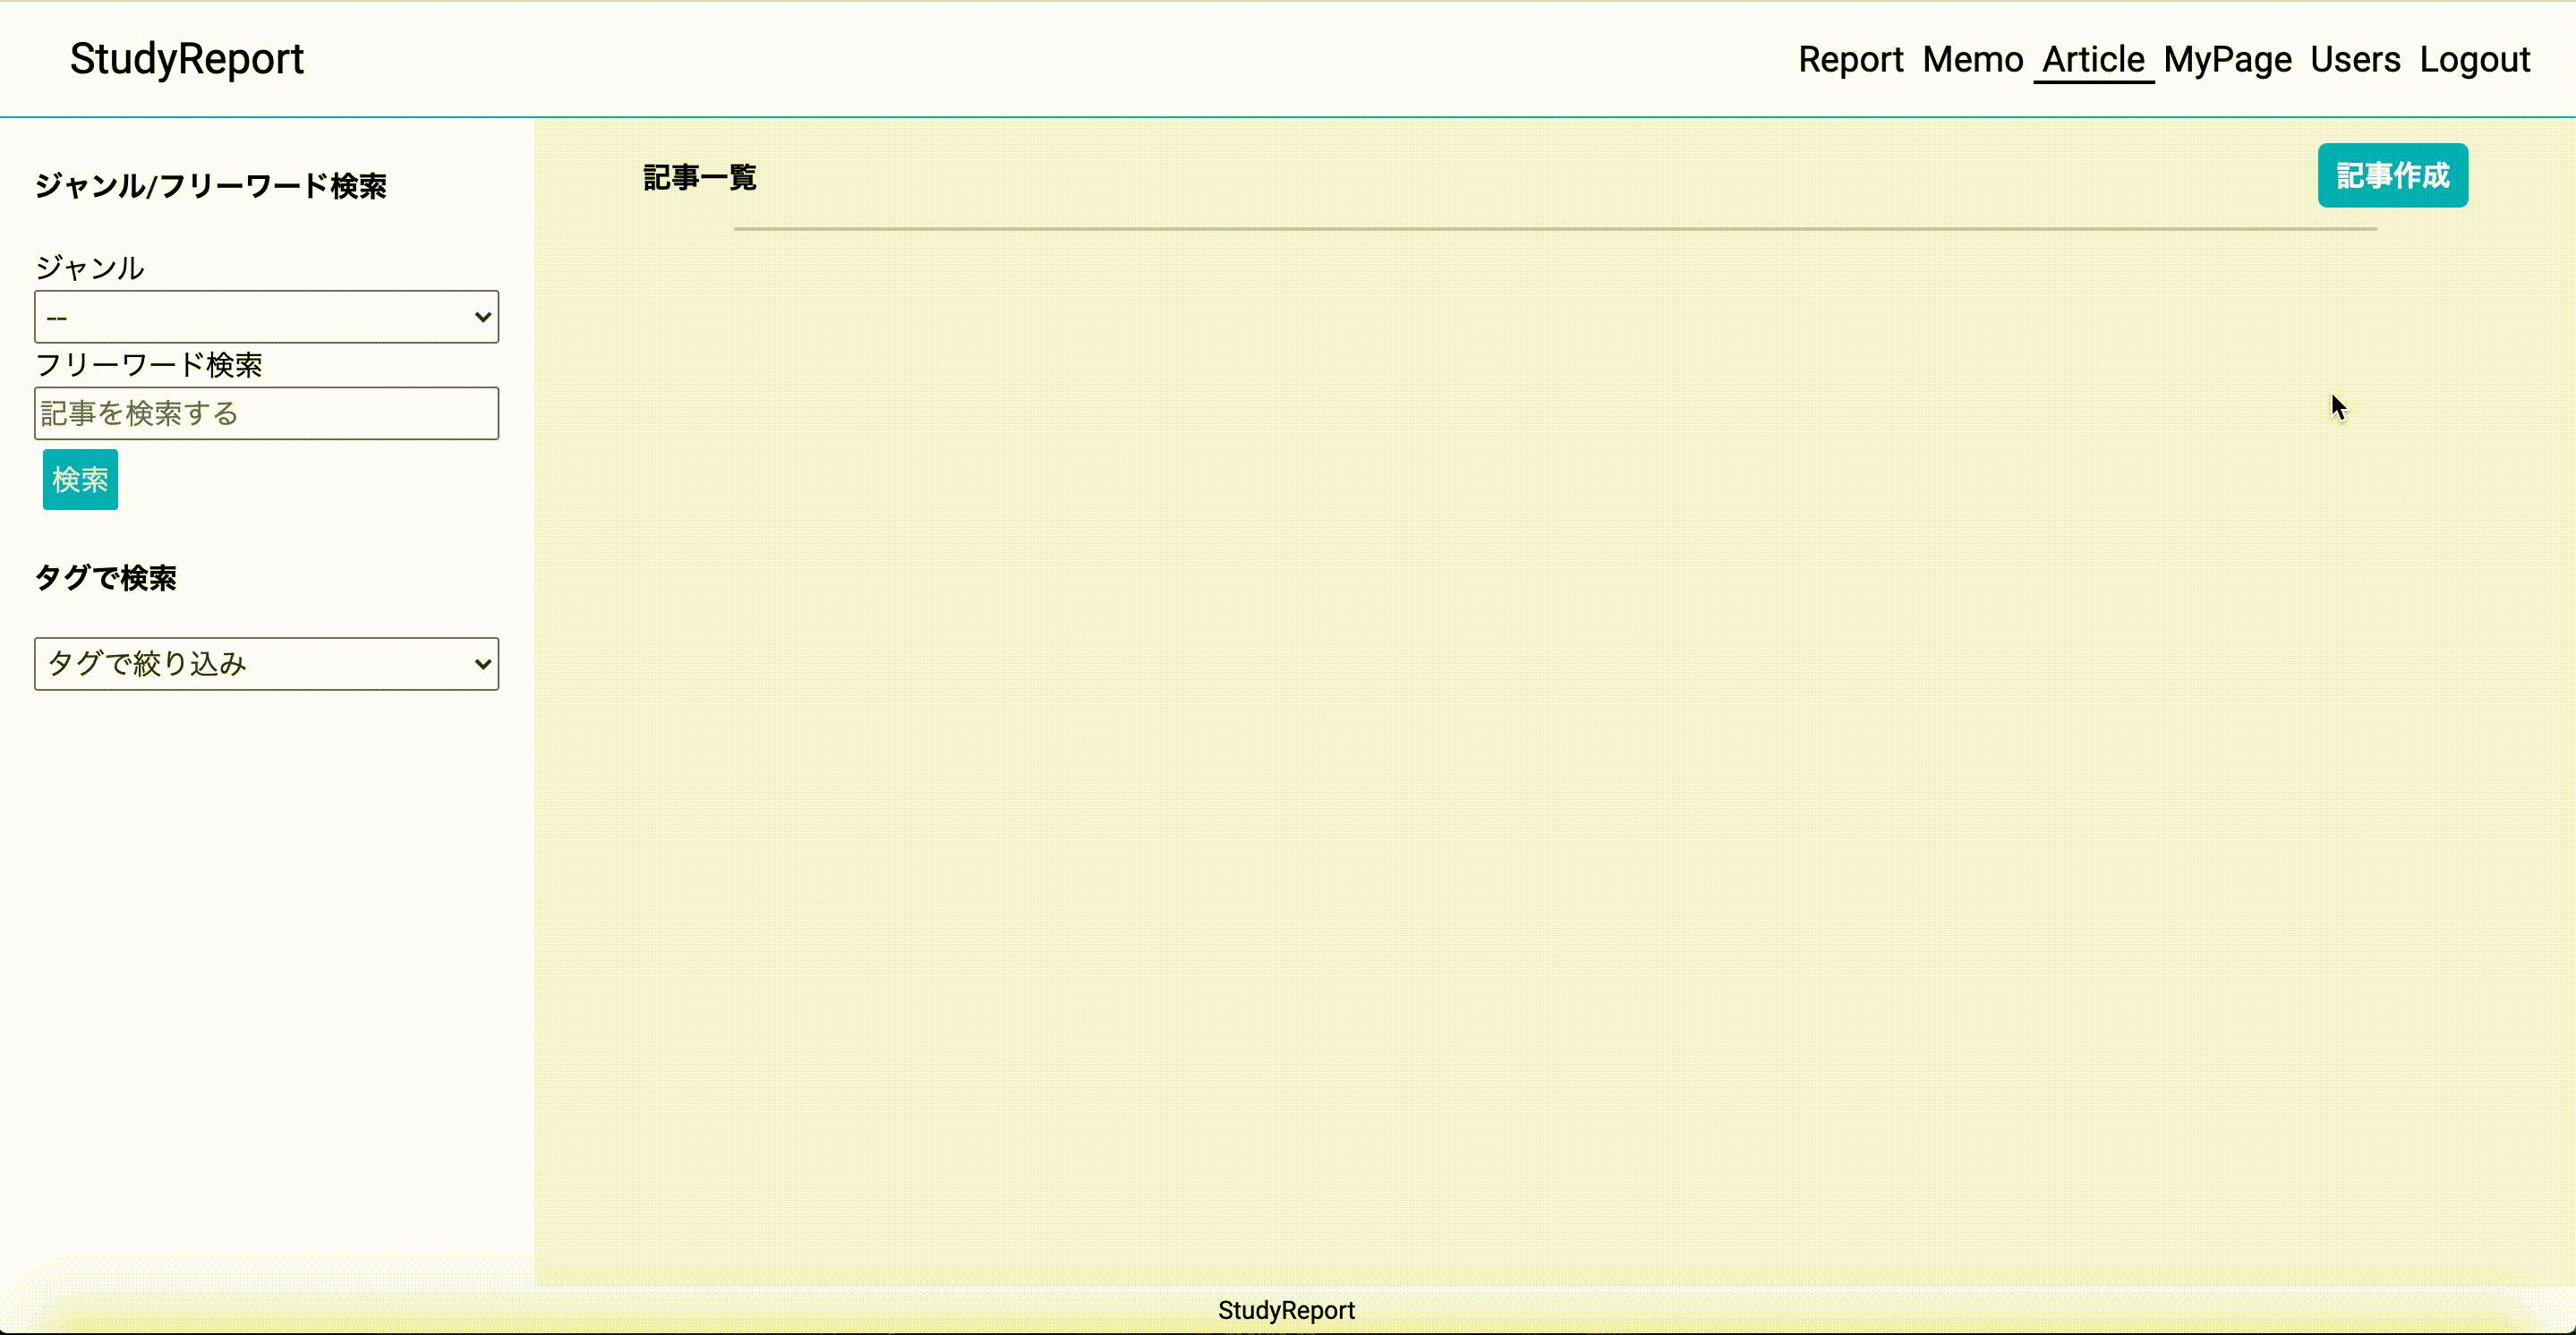 StudyReport
Report Memo Article MyPage Users Logout
ジャンル/フリーワード検索
ジャンル
--
フリーワード検索
記事を検索する
検索
タグで検索
タグで絞り込み
記事一覧
記事作成
StudyReport